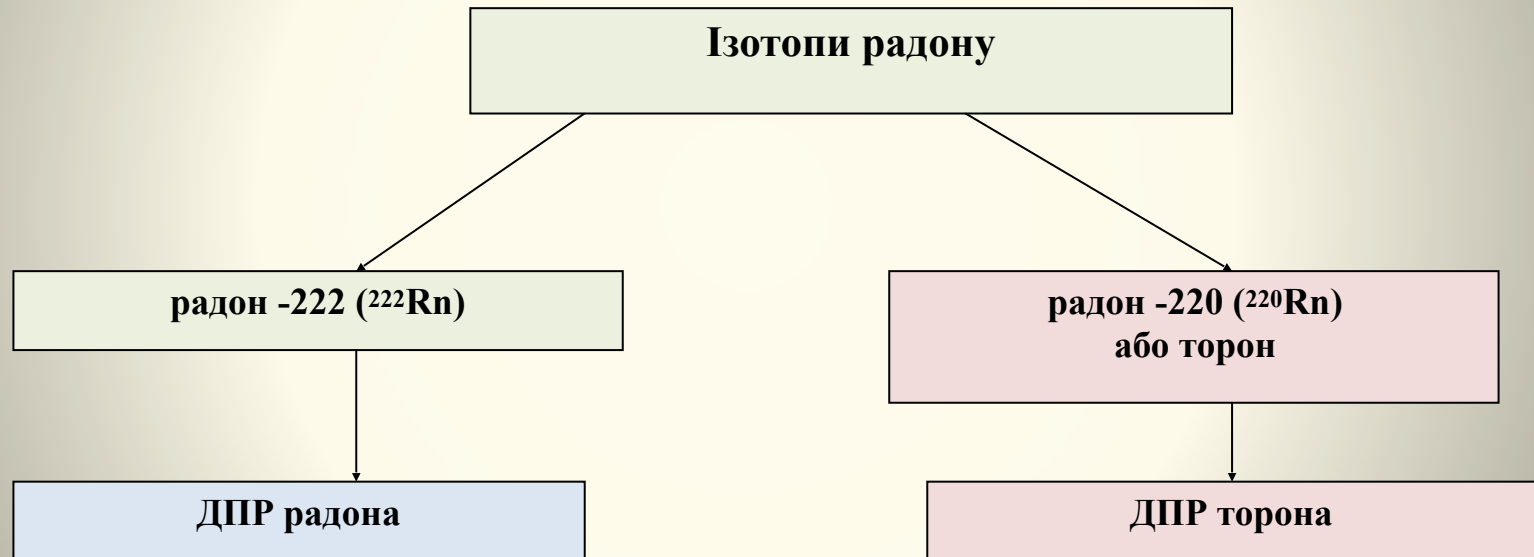 Ізотопи радону
радон -222 (²²²Rn)
радон -220 (²²⁰Rn)
або торон
ДПР радона
ДПР торона